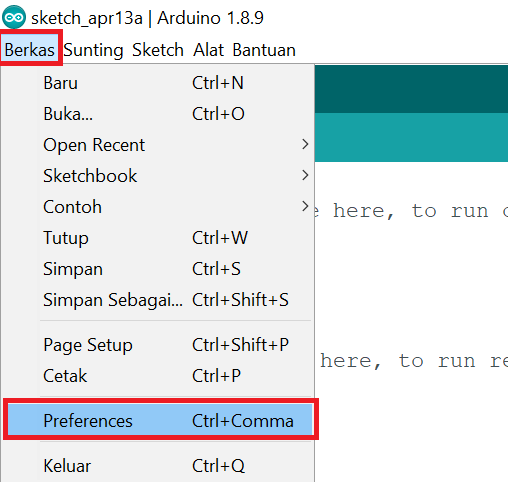 sketch_apr13a | Arduino 1.8.9
Berkas Sunting Sketch Alat Bantuan
Baru Ctrl+N
Buka... Ctrl+O
Open Recent
Sketchbook
Contoh
here, to run
Tutup Ctrl+W
Simpan Ctrl+S
Simpan Sebagai... Ctrl+Shift+S
Page Setup Ctrl+Shift+P
here, to run re
Cetak Ctrl+P
Preferences Ctrl+Comma
Keluar Ctrl+Q